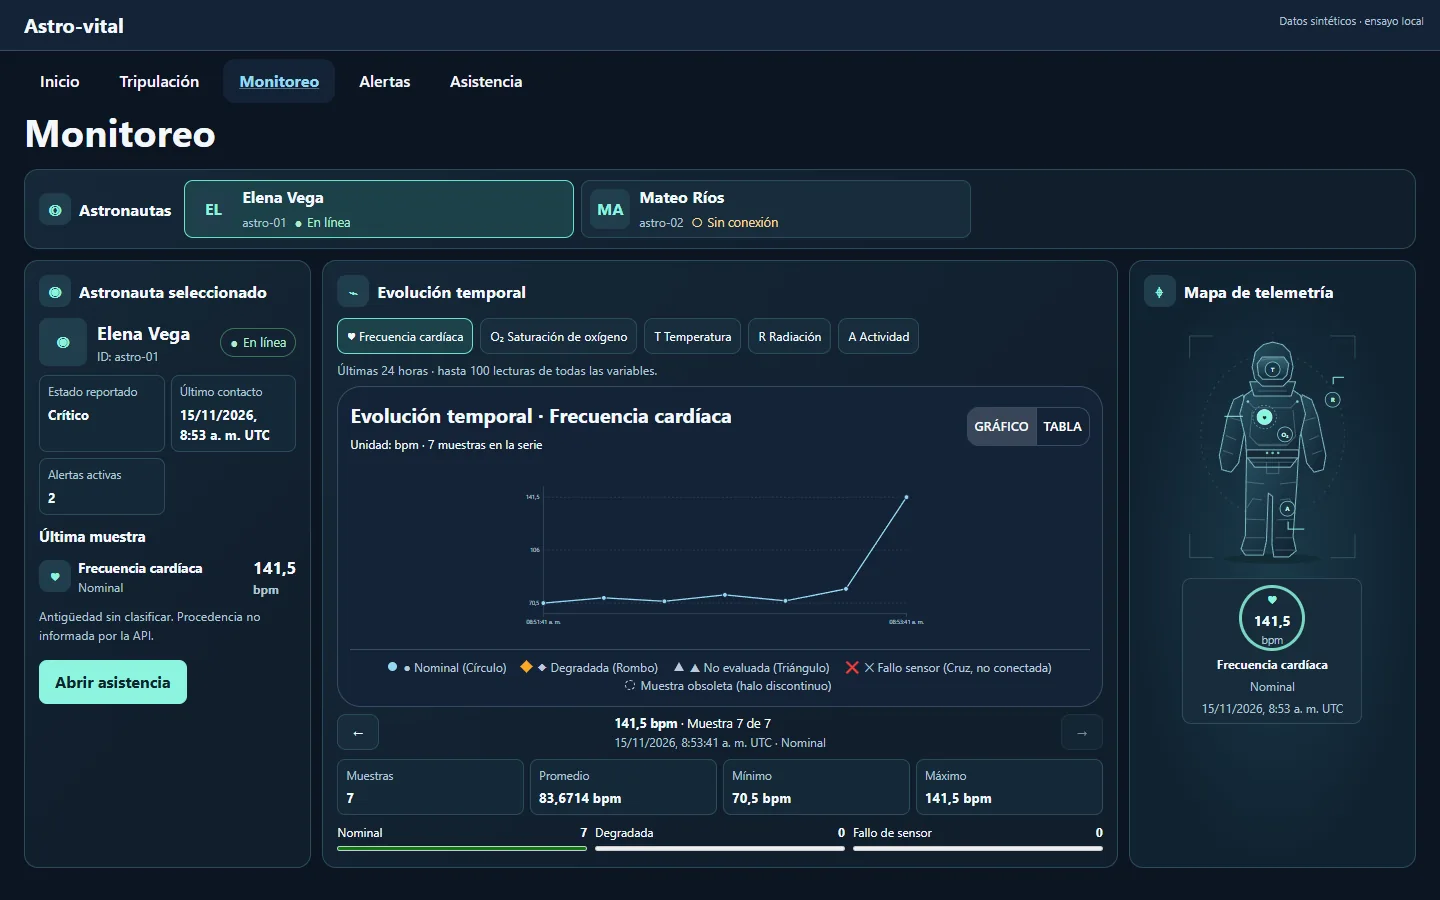 Astro-vital
Datos sintéticos · ensayo local
Inicio
Tripulación
Monitoreo
Alertas
Asistencia
Monitoreo
Astronautas
EL
Elena Vega
astro-01 ● En línea
MA
Mateo Ríos
astro-02 ○ Sin conexión
Astronauta seleccionado
Elena Vega
ID: astro-01
● En línea
Estado reportado
Crítico
Último contacto
15/11/2026,
8:53 a. m. UTC
Alertas activas
2
Última muestra
Frecuencia cardíaca
Nominal
141,5
bpm
Antigüedad sin clasificar. Procedencia no
informada por la API.
Abrir asistencia
Evolución temporal
♥ Frecuencia cardíaca
O₂ Saturación de oxígeno
T Temperatura
R Radiación
A Actividad
Últimas 24 horas · hasta 100 lecturas de todas las variables.
Evolución temporal · Frecuencia cardíaca
Unidad: bpm · 7 muestras en la serie
GRÁFICO
TABLA
141,5
106
70,5
08:51:41 a. m.
08:53:41 a. m.
● Nominal (Círculo)
◆ Degradada (Rombo)
▲ No evaluada (Triángulo)
✕ Fallo sensor (Cruz, no conectada)
Muestra obsoleta (halo discontinuo)
←
141,5 bpm · Muestra 7 de 7
15/11/2026, 8:53:41 a. m. UTC · Nominal
→
Muestras
7
Promedio
83,6714 bpm
Mínimo
70,5 bpm
Máximo
141,5 bpm
Nominal 7
Degradada 0
Fallo de sensor 0
Mapa de telemetría
T
R
♥
O₂
A
♥
141,5
bpm
Frecuencia cardíaca
Nominal
15/11/2026, 8:53 a. m. UTC